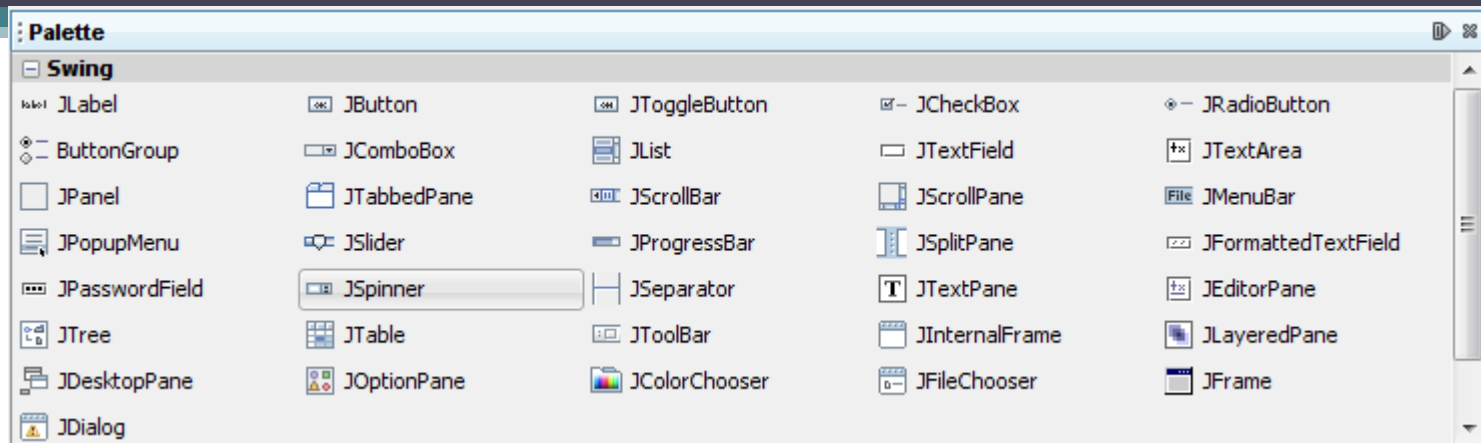 Palette
Swing
JLabel JButton JToggleButton JCheckBox JRadioButton
ButtonGroup JComboBox JList JTextField JTextArea
JPanel JTabbedPane JScrollBar JScrollPane File JMenuBar
JPopupMenu JSlider JProgressBar JSplitPane JFormattedTextField
JPasswordField JSpinner JSeparator T JTextPane JEditorPane
JTree JTable JToolBar JInternalFrame JLayeredPane
JDesktopPane JOptionPane JColorChooser JFileChooser JFrame
JDialog